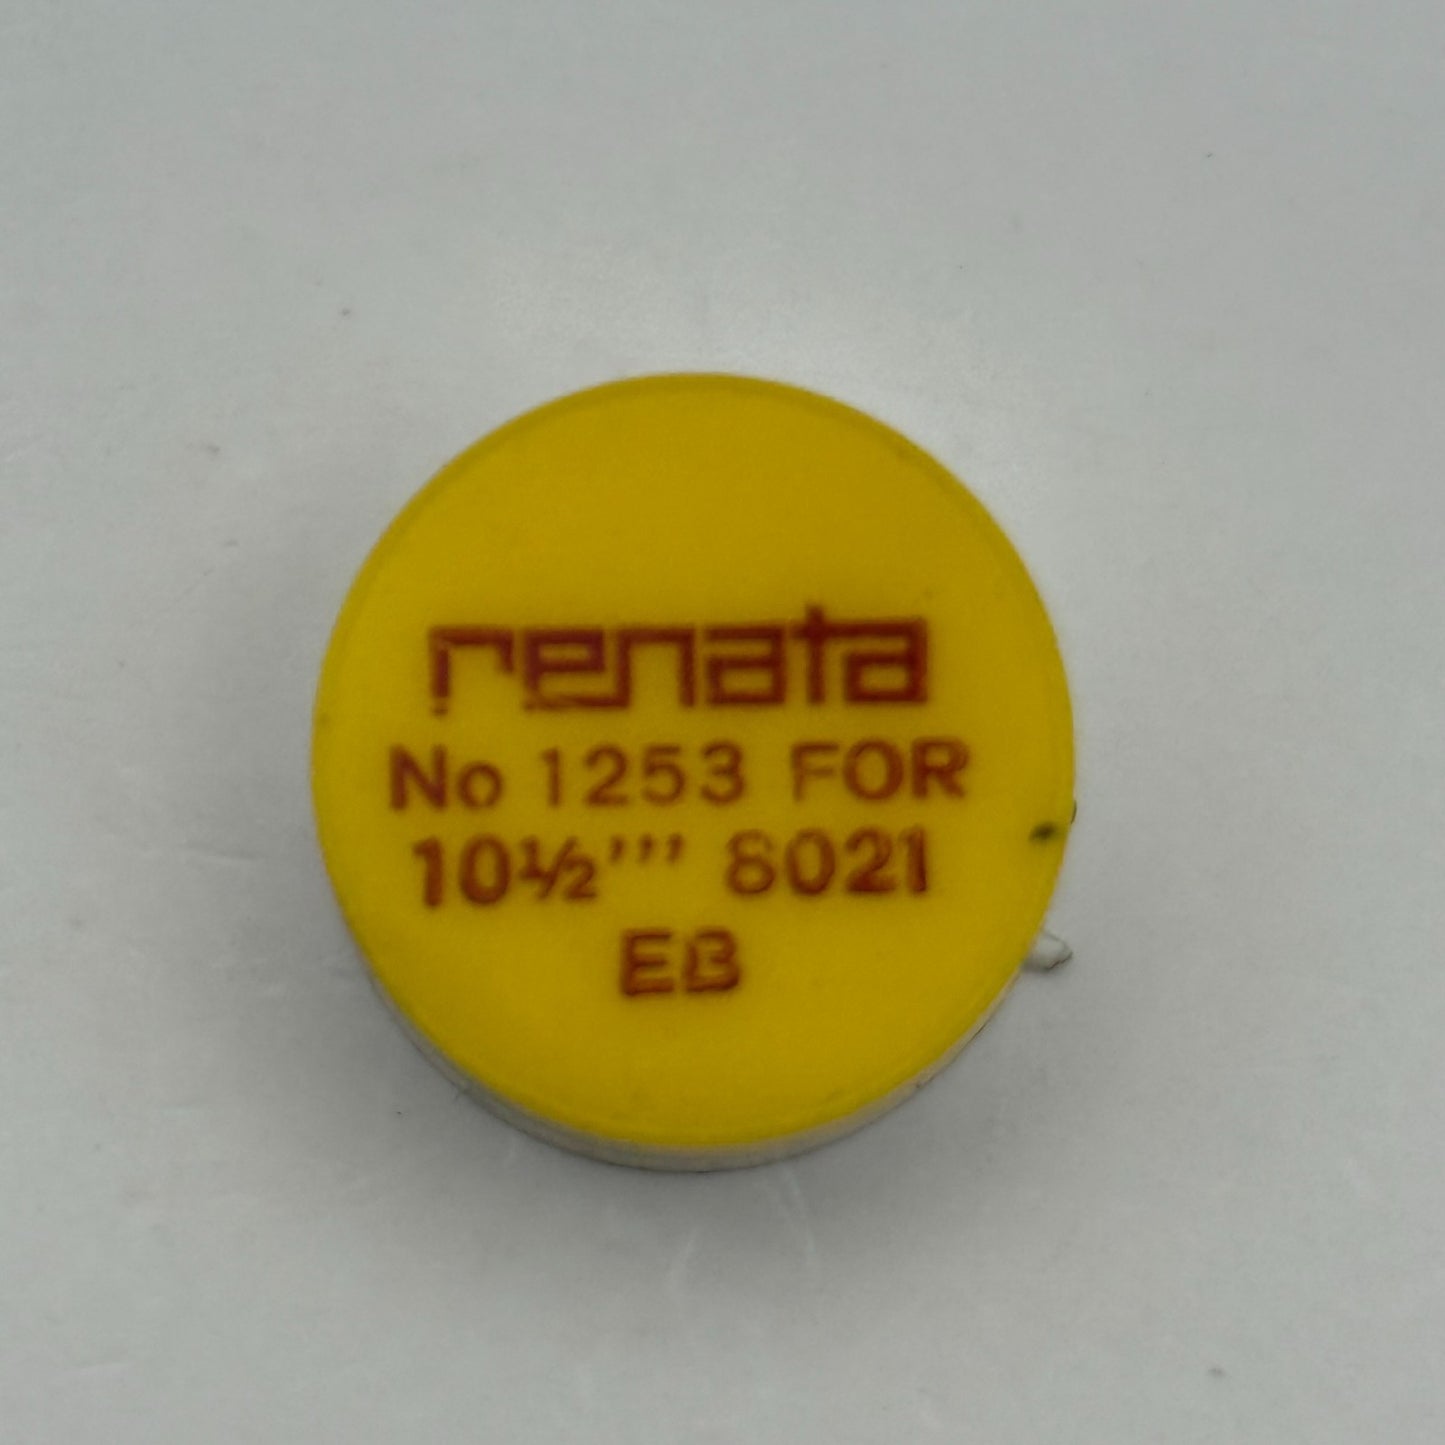 renata
No 1253 FOR
10½''' 8021
EB